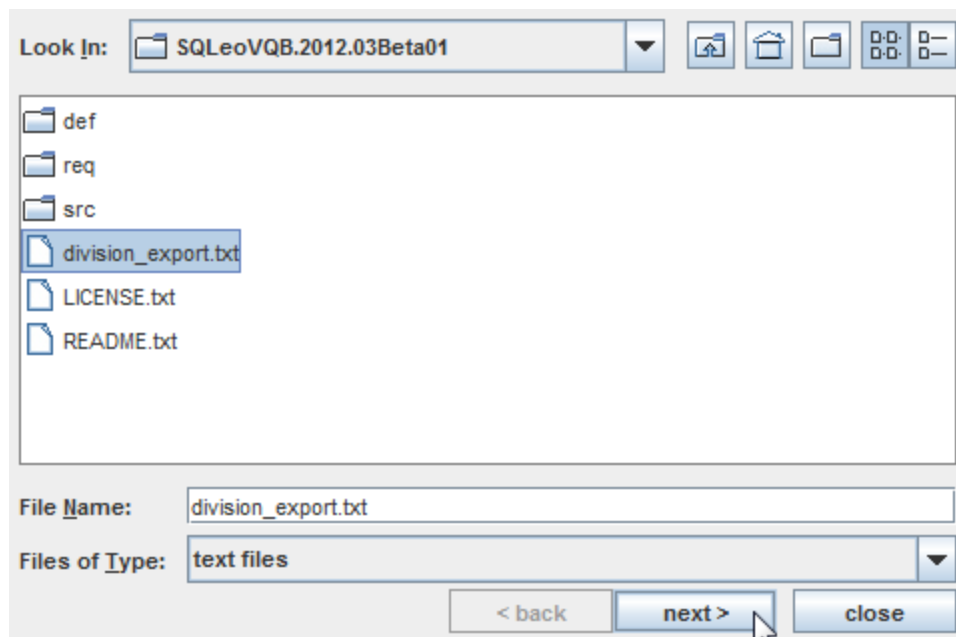 Look In: SQLeoVQB.2012.03Beta01
def
req
src
division_export.txt
LICENSE.txt
README.txt
File Name: division_export.txt
Files of Type: text files
< back next > close